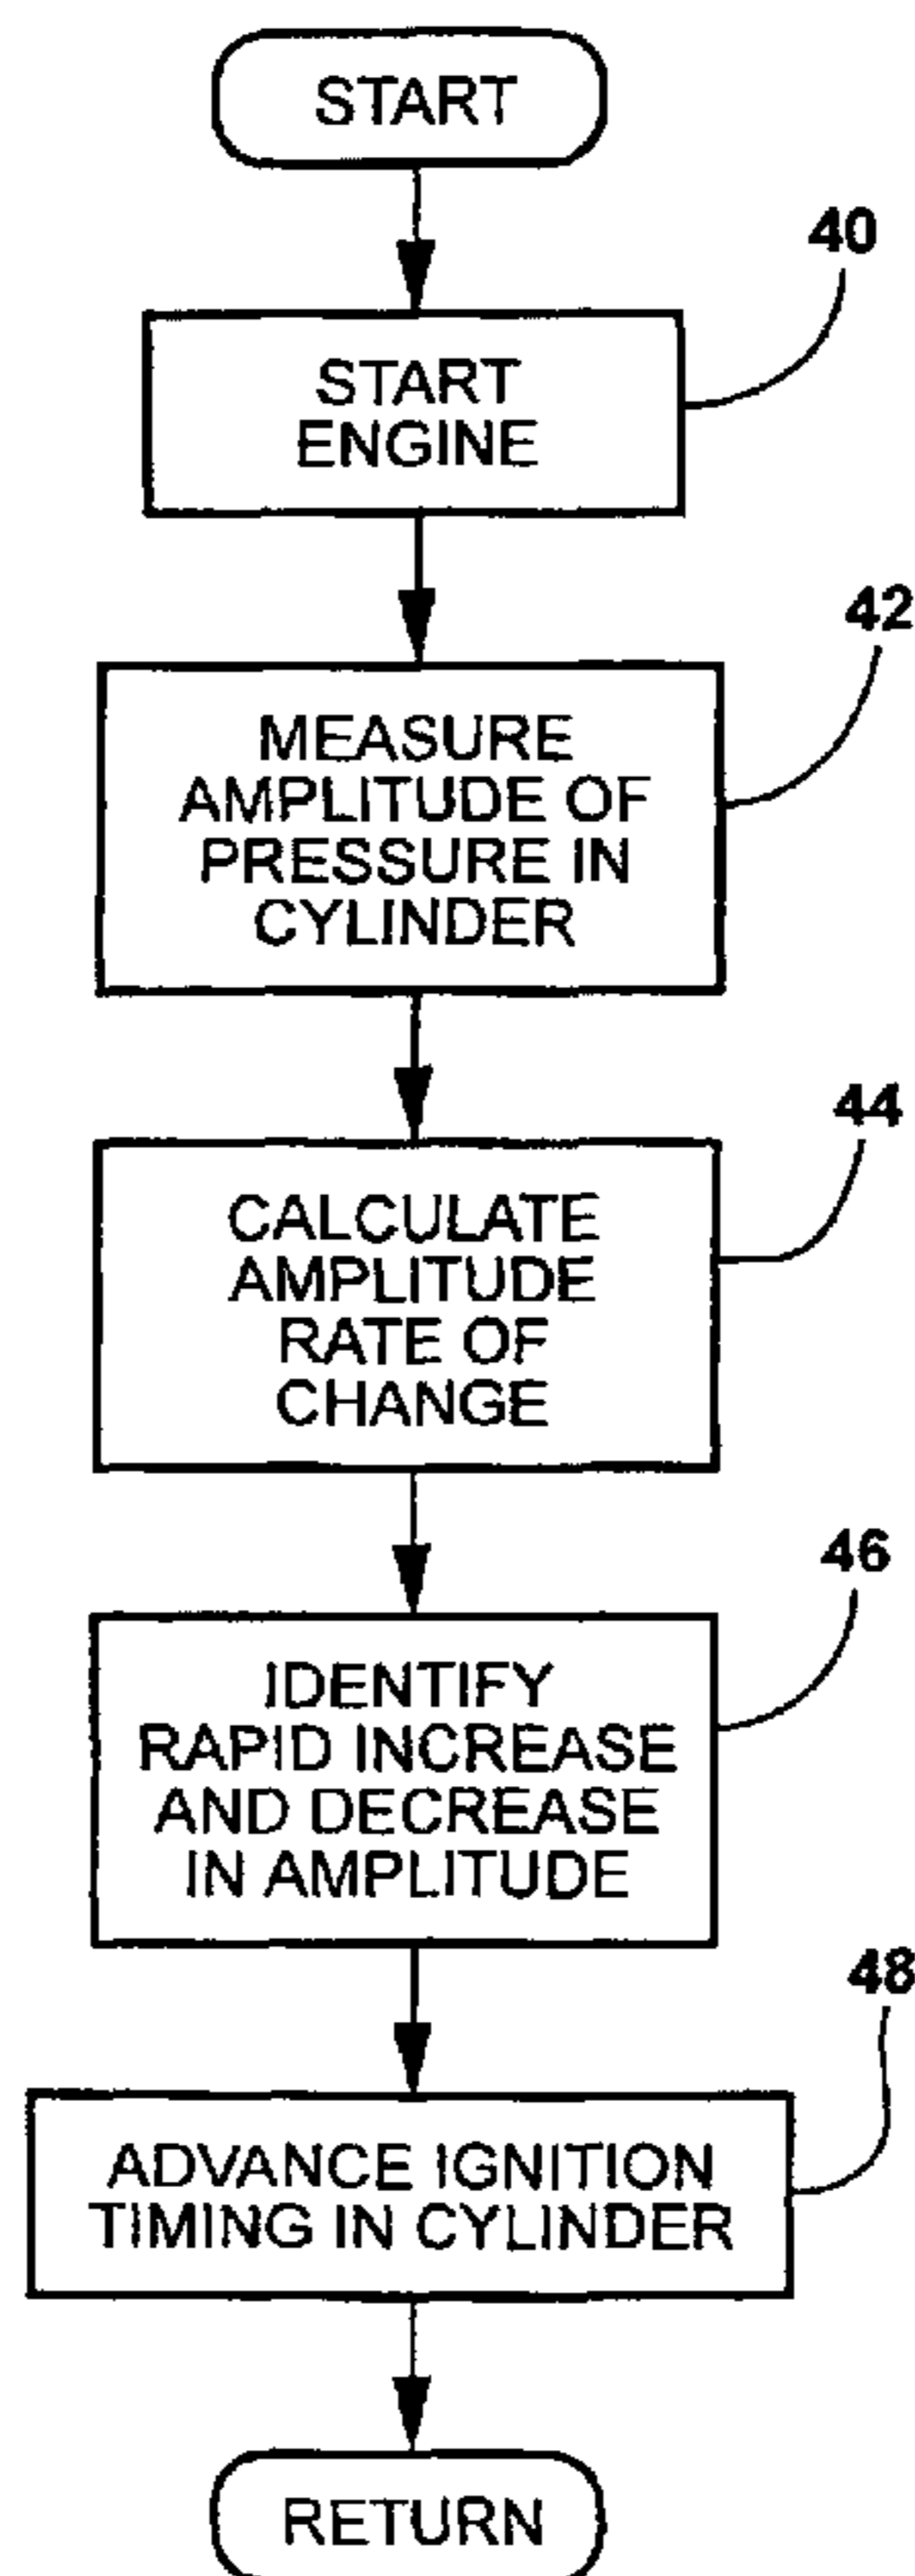 START
40
START
ENGINE
42
MEASURE
AMPLITUDE OF
PRESSURE IN
CYLINDER
44
CALCULATE
AMPLITUDE
RATE OF
CHANGE
46
IDENTIFY
RAPID INCREASE
AND DECREASE
IN AMPLITUDE
48
ADVANCE IGNITION
TIMING IN CYLINDER
RETURN